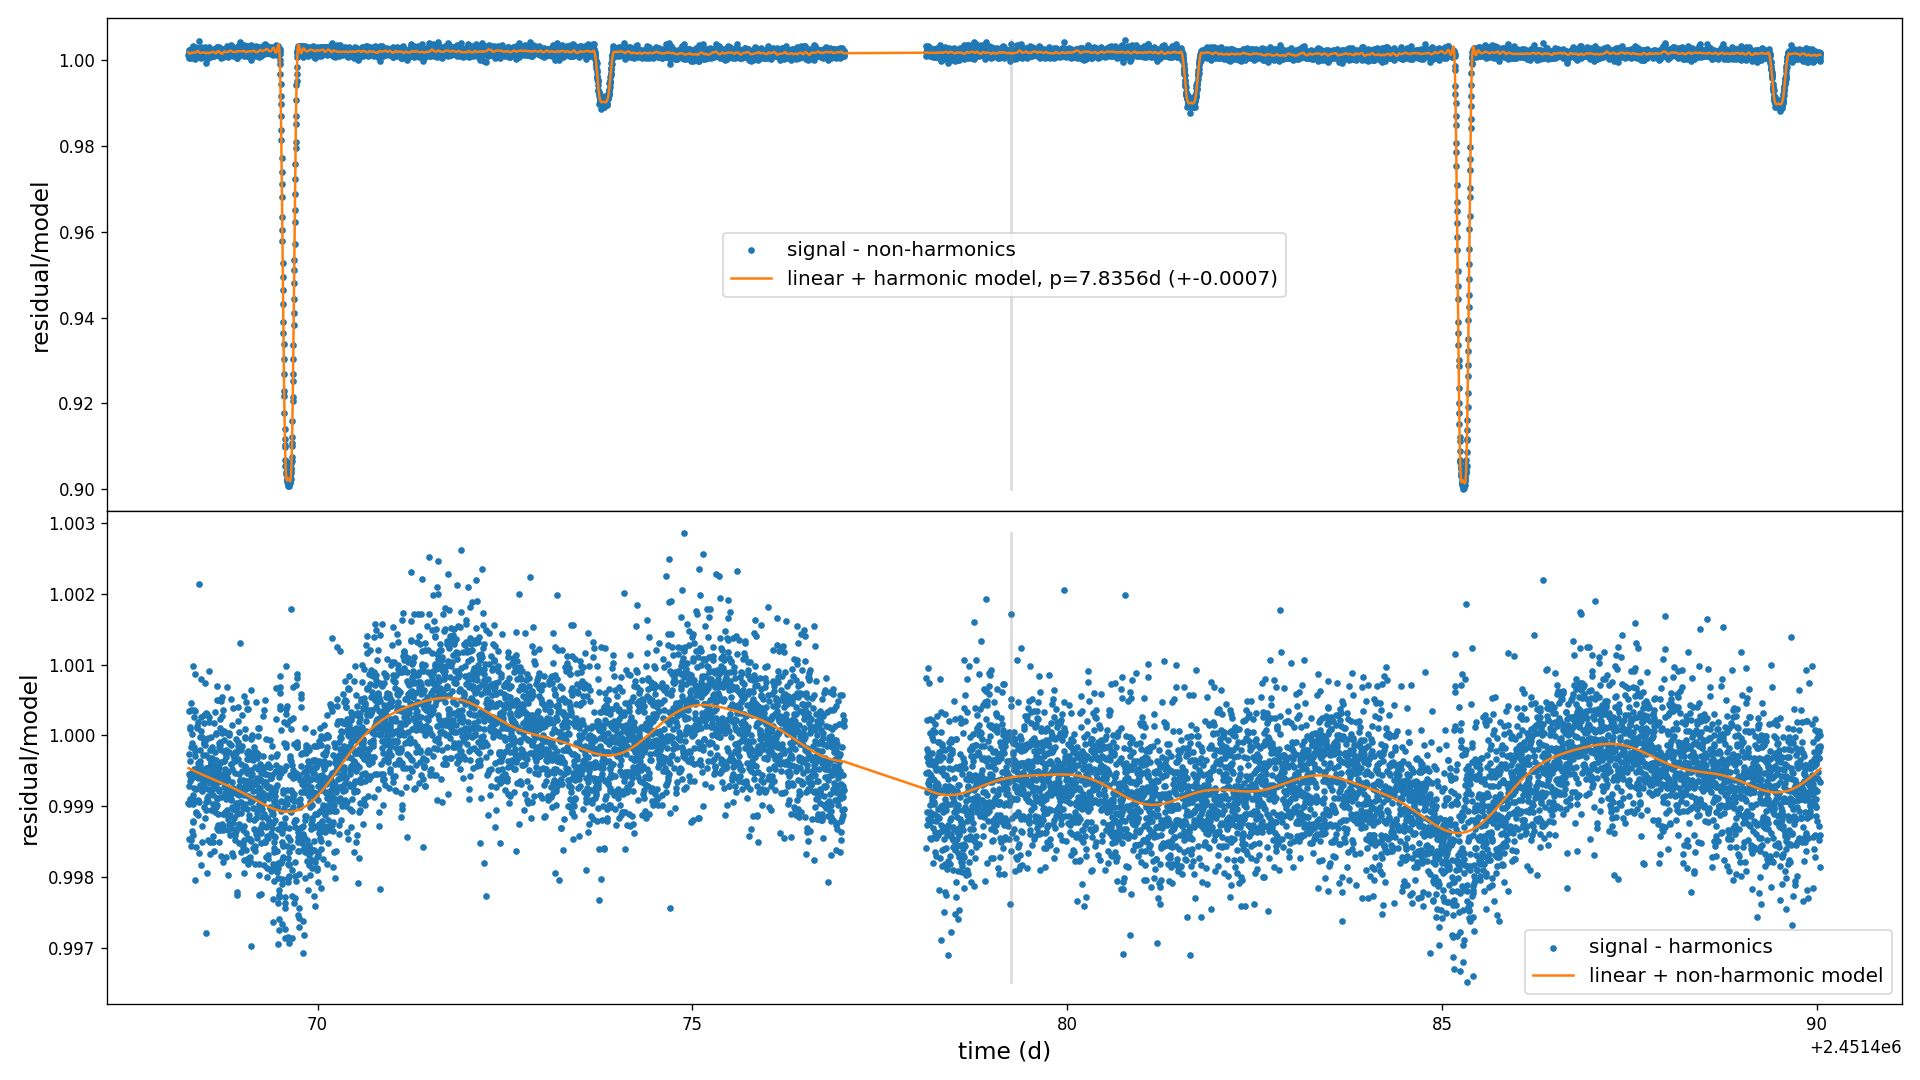 1.00
0.98
0.96
0.94
0.92
0.90
residual/model
signal - non-harmonics
linear + harmonic model, p=7.8356d (+-0.0007)
1.003
1.002
1.001
1.000
0.999
0.998
0.997
residual/model
signal - harmonics
linear + non-harmonic model
70
75
80
85
90
time (d)
+2.4514e6